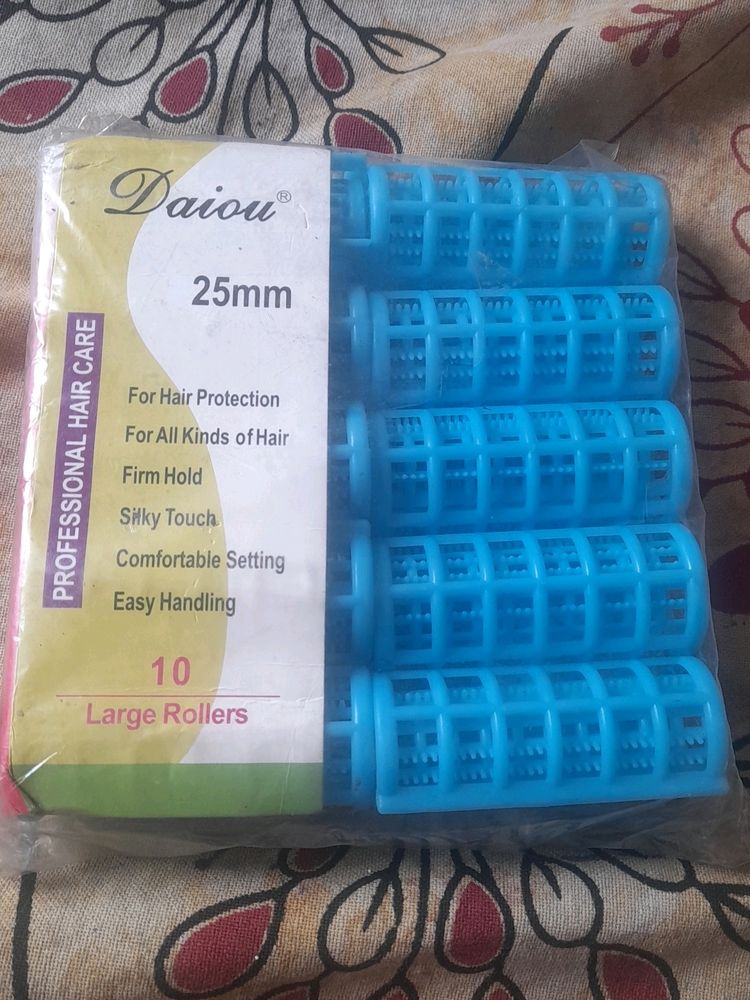 Daiou®
25mm
PROFESSIONAL HAIR CARE
For Hair Protection
For All Kinds of Hair
Firm Hold
Silky Touch
Comfortable Setting
Easy Handling
10
Large Rollers